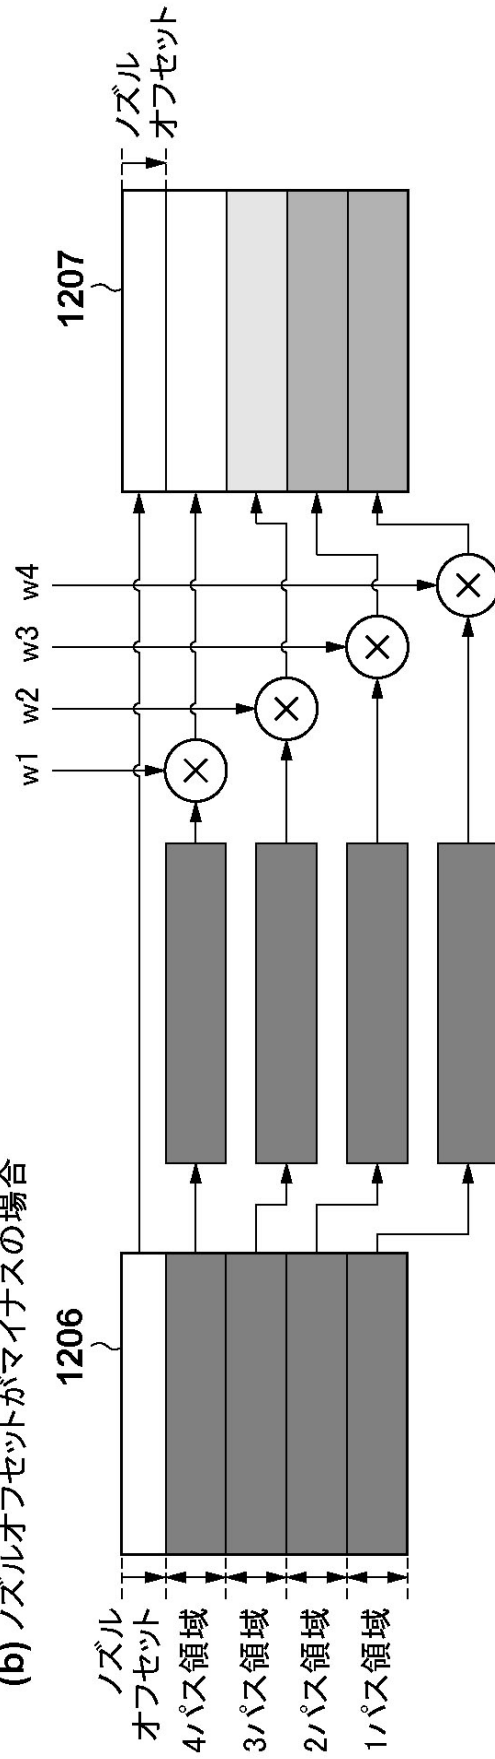 (b) ノズルオフセットがマイナスの場合
w1
w2
w3
w4
1206
1207
ノズル
オフセット
4パス領域
3パス領域
2パス領域
1パス領域
ノズル
オフセット